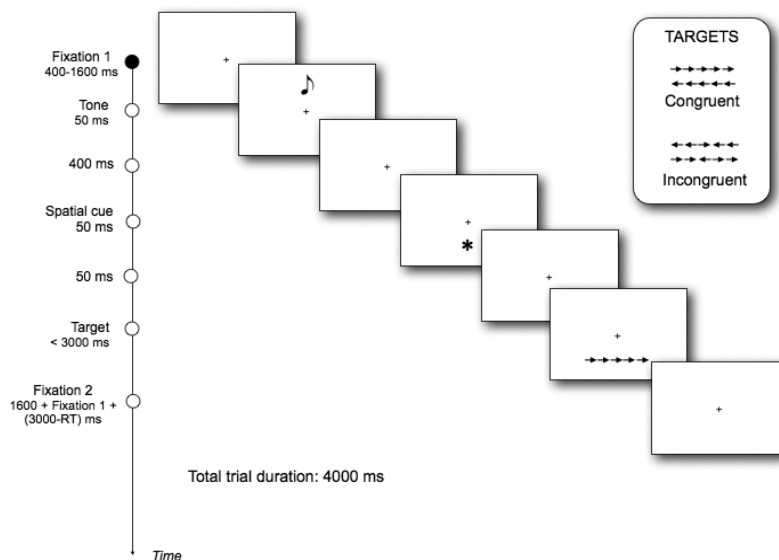 Fixation 1
400-1600 ms
Tone
50 ms
400 ms
Spatial cue
50 ms
50 ms
Target
< 3000 ms
Fixation 2
1600 + Fixation 1 +
(3000-RT) ms
Total trial duration: 4000 ms
Time
TARGETS
Congruent
Incongruent